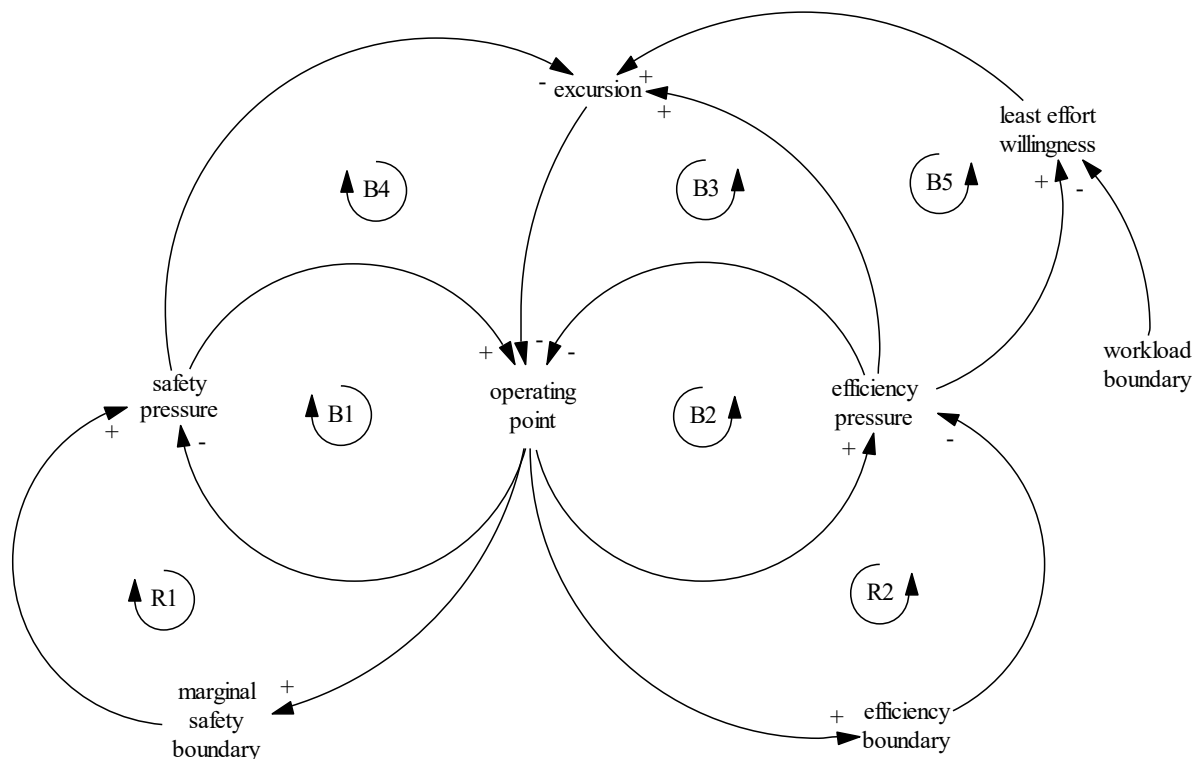 - excursion
+
+
least effort
willingness
+
-
B4
B3
B5
workload
boundary
+
-
-
safety
pressure
operating
point
efficiency
pressure
B1
B2
+
-
+
-
R1
R2
marginal
safety
boundary
+
+
efficiency
boundary